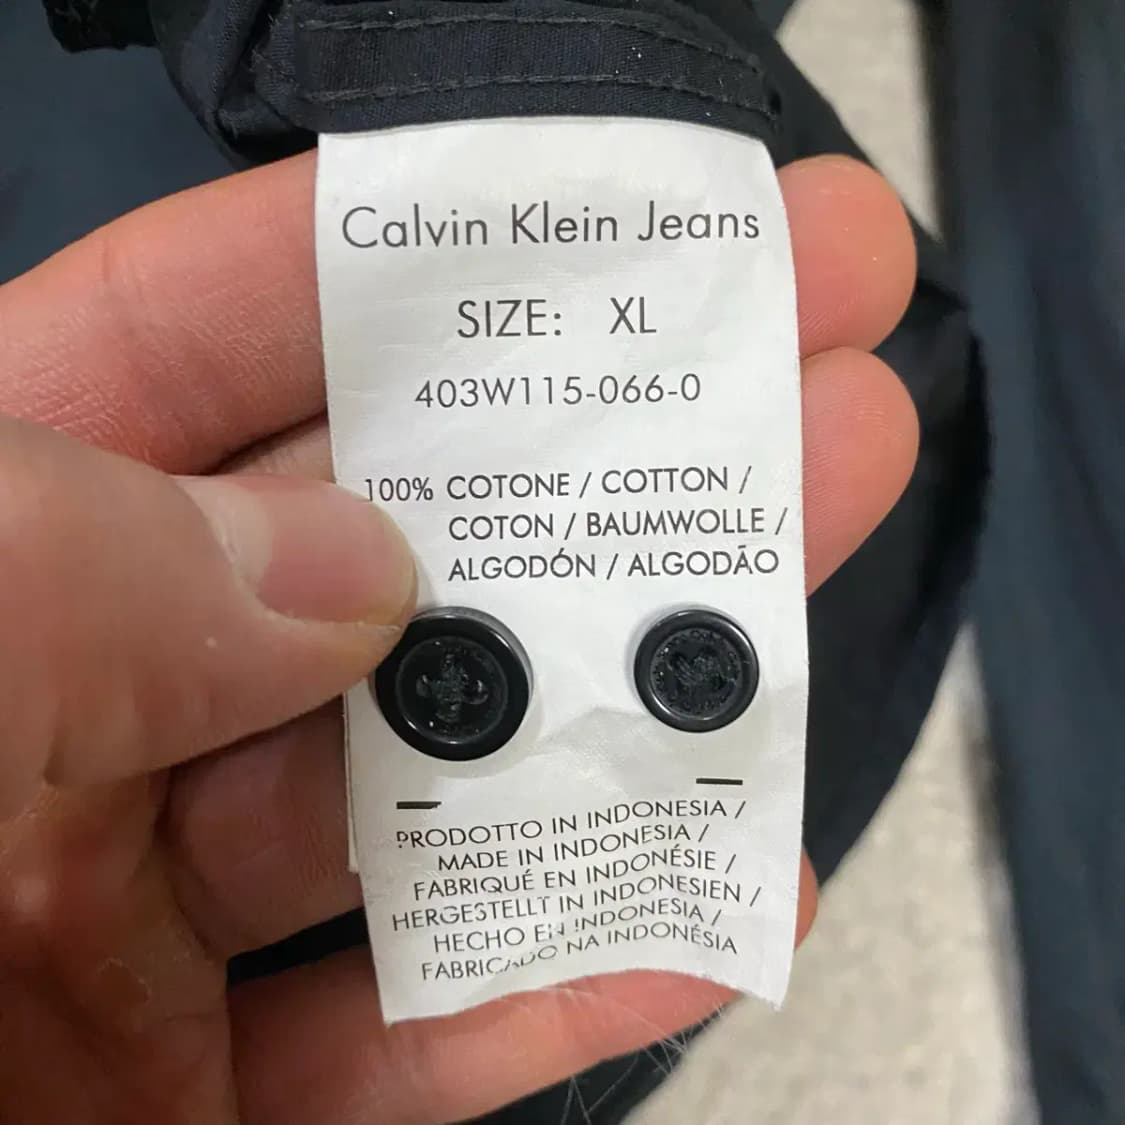 Calvin Klein Jeans
SIZE: XL
403W115-066-0
100% COTONE / COTTON /
COTON / BAUMWOLLE /
ALGODÓN / ALGODÃO
PRODOTTO IN INDONESIA /
MADE IN INDONESIA /
FABRIQUÉ EN INDONÉSIE /
HERGESTELLT IN INDONESIEN /
HECHO EN INDONESIA /
FABRICADO NA INDONÉSIA